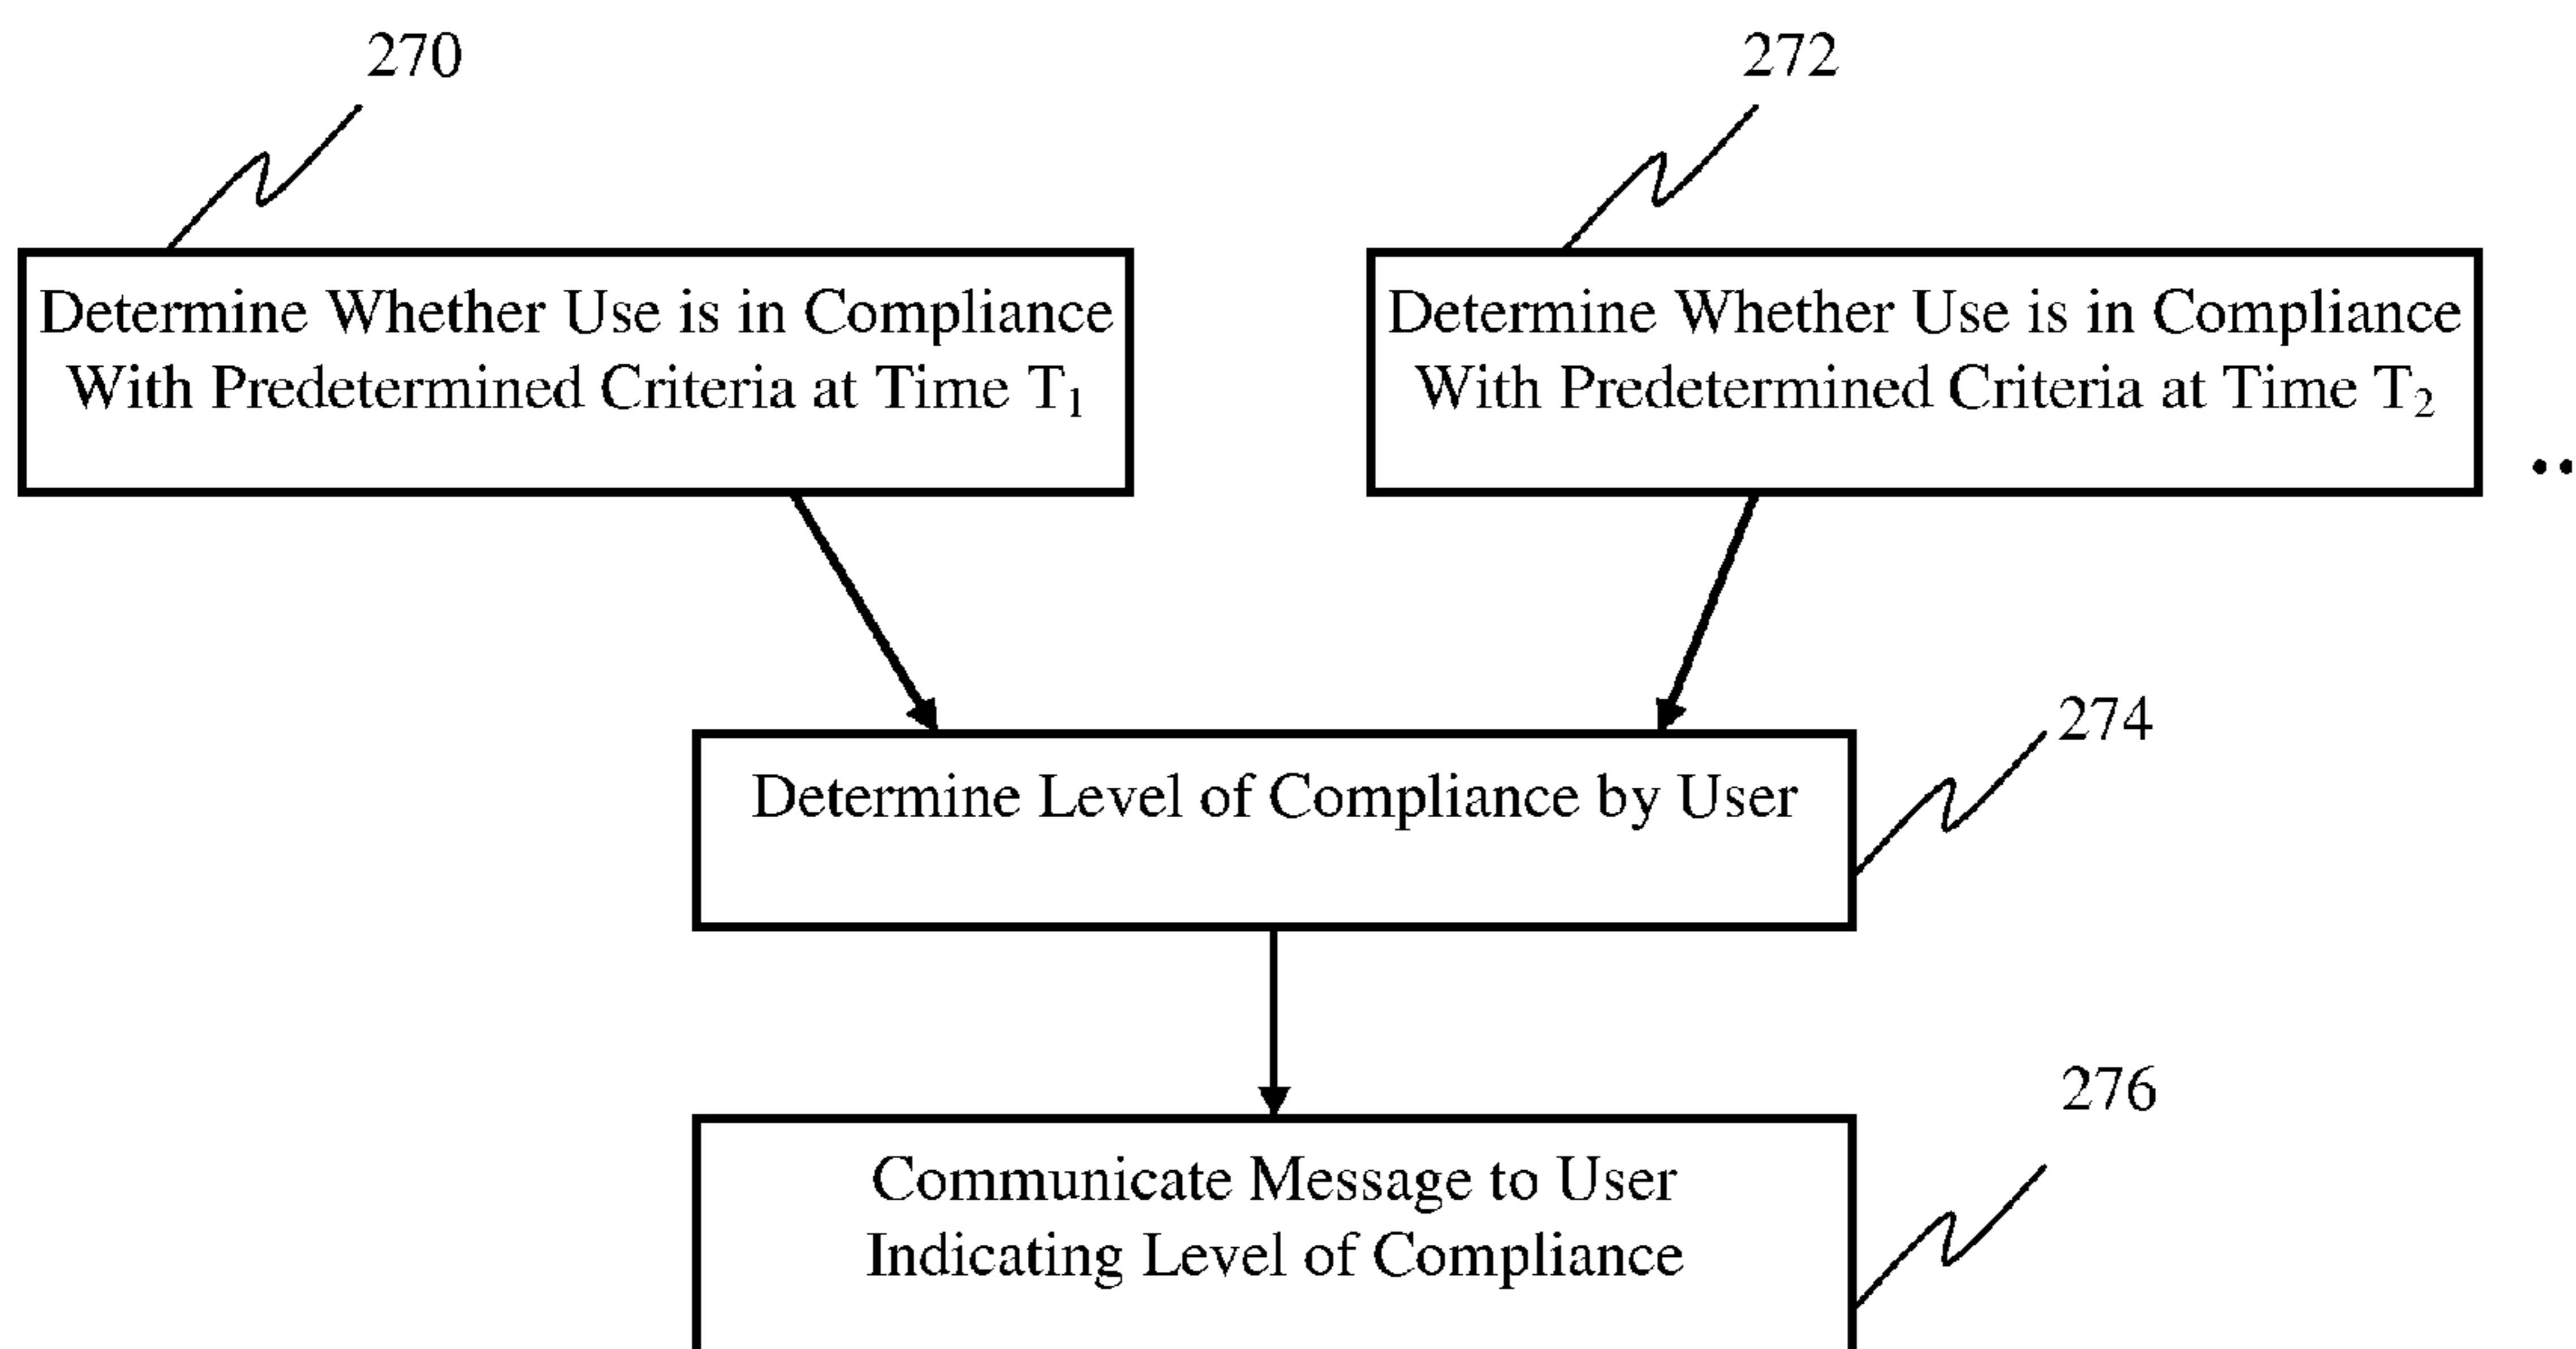 270
272
Determine Whether Use is in Compliance
With Predetermined Criteria at Time T₁
Determine Whether Use is in Compliance
With Predetermined Criteria at Time T₂
..
274
Determine Level of Compliance by User
276
Communicate Message to User
Indicating Level of Compliance